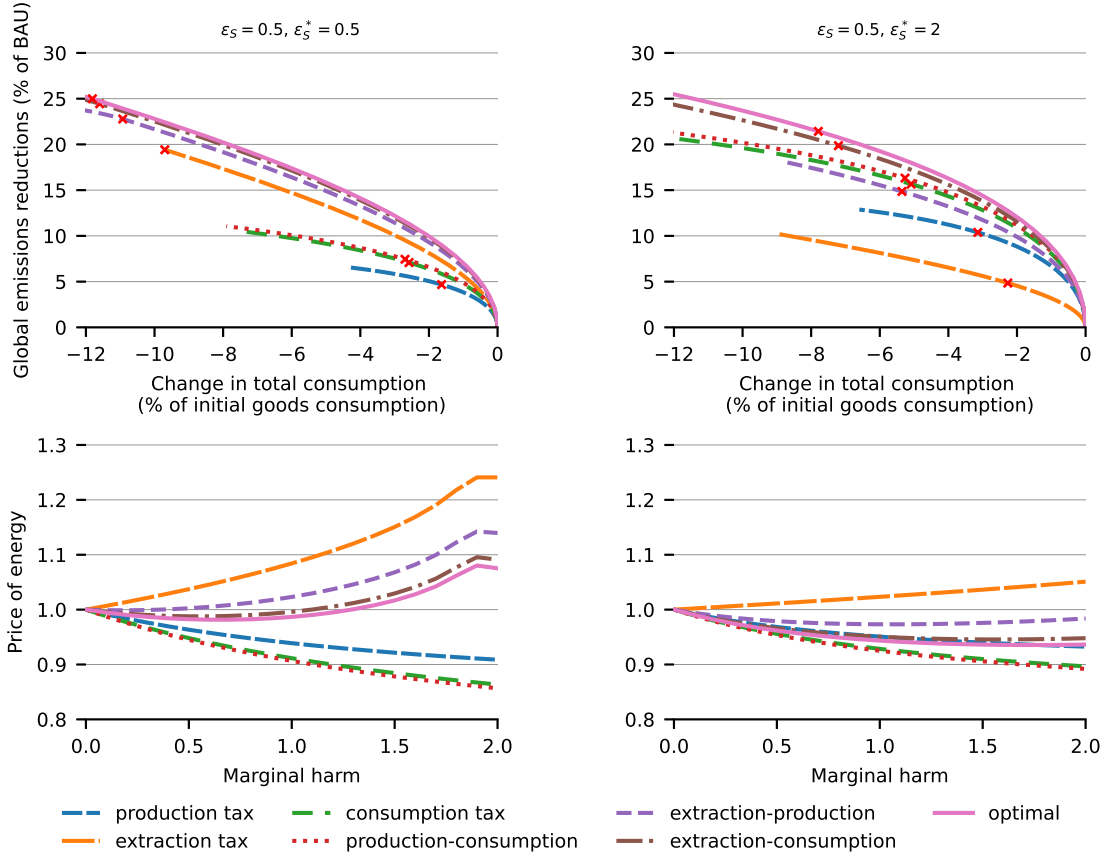 ε_S = 0.5, ε_S^* = 0.5
Global emissions reductions (% of BAU)
30
25
20
15
10
5
0
−12 −10 −8 −6 −4 −2 0
Change in total consumption
(% of initial goods consumption)
ε_S = 0.5, ε_S^* = 2
30
25
20
15
10
5
0
−12 −10 −8 −6 −4 −2 0
Change in total consumption
(% of initial goods consumption)
Price of energy
1.3
1.2
1.1
1.0
0.9
0.8
0.0 0.5 1.0 1.5 2.0
Marginal harm
1.3
1.2
1.1
1.0
0.9
0.8
0.0 0.5 1.0 1.5 2.0
Marginal harm
production tax
extraction tax
consumption tax
production-consumption
extraction-production
extraction-consumption
optimal